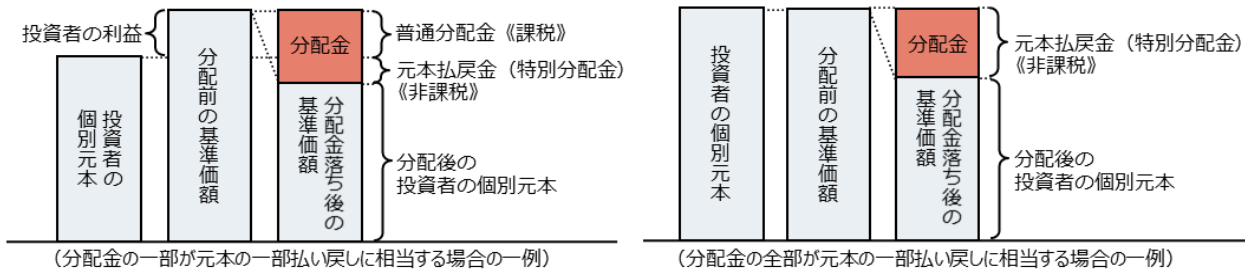 投資者の利益
投資者の
個別元本
分配前の基準価額
分配金
分配金落ち後の
基準価額
普通分配金《課税》
元本払戻金（特別分配金）
《非課税》
分配後の
投資者の個別元本
（分配金の一部が元本の一部払い戻しに相当する場合の一例）
投資者の個別元本
分配前の基準価額
分配金
分配金落ち後の
基準価額
元本払戻金（特別分配金）
《非課税》
分配後の
投資者の個別元本
（分配金の全部が元本の一部払い戻しに相当する場合の一例）